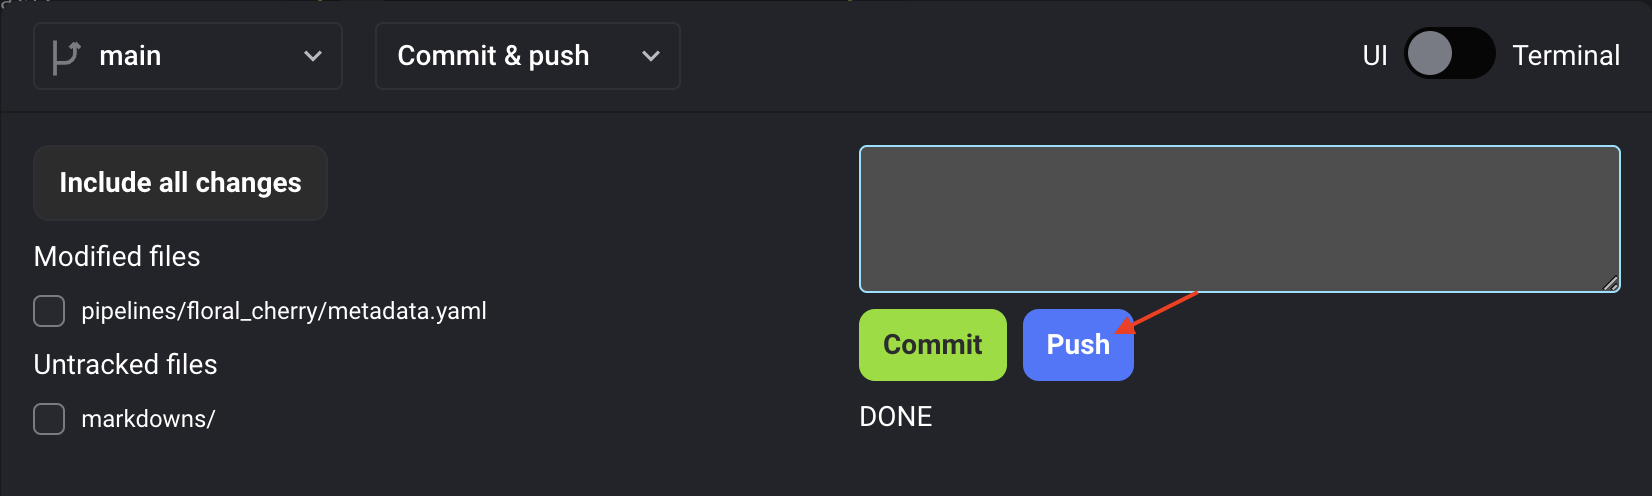 main
Commit & push
UI
Terminal
Include all changes
Modified files
pipelines/floral_cherry/metadata.yaml
Untracked files
markdowns/
Commit
Push
DONE